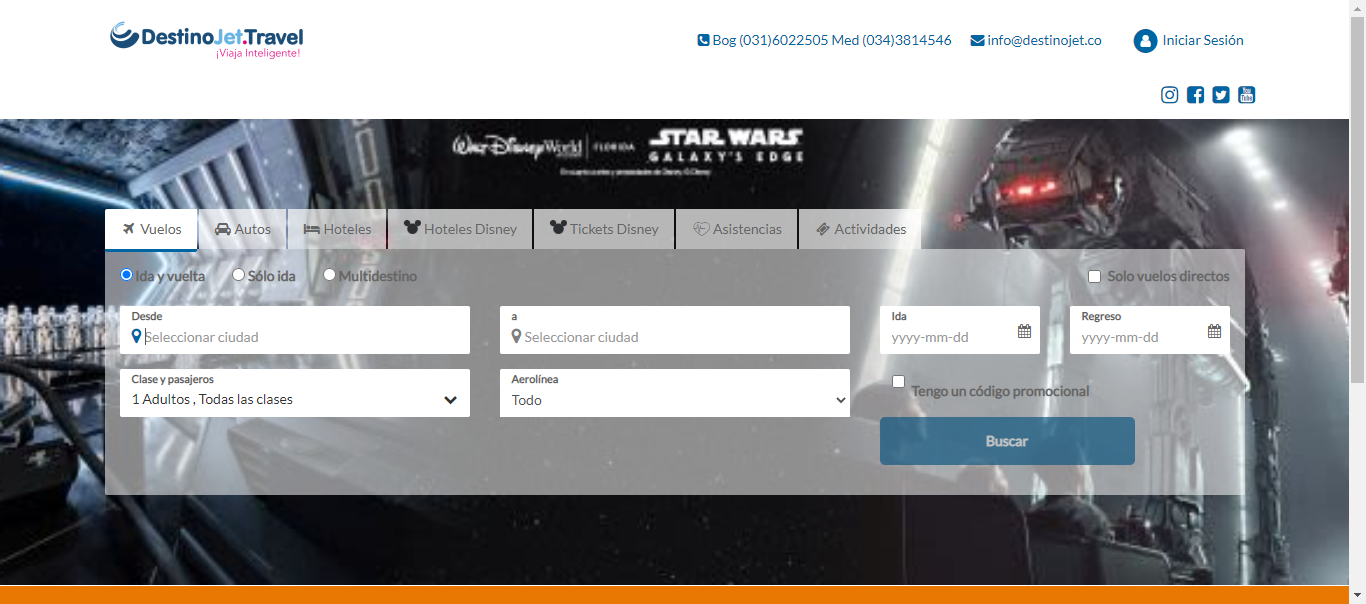 DestinoJet.Travel
¡Viaja Inteligente!
Bog (031)6022505 Med (034)3814546
info@destinojet.co
Iniciar Sesión
Walt Disney World FLORIDA
STAR WARS
GALAXY'S EDGE
Vuelos
Autos
Hoteles
Hoteles Disney
Tickets Disney
Asistencias
Actividades
Ida y vuelta
Sólo ida
Multidestino
Solo vuelos directos
Desde
Seleccionar ciudad
a
Seleccionar ciudad
Ida
yyyy-mm-dd
Regreso
yyyy-mm-dd
Clase y pasajeros
1 Adultos , Todas las clases
Aerolínea
Todo
Tengo un código promocional
Buscar